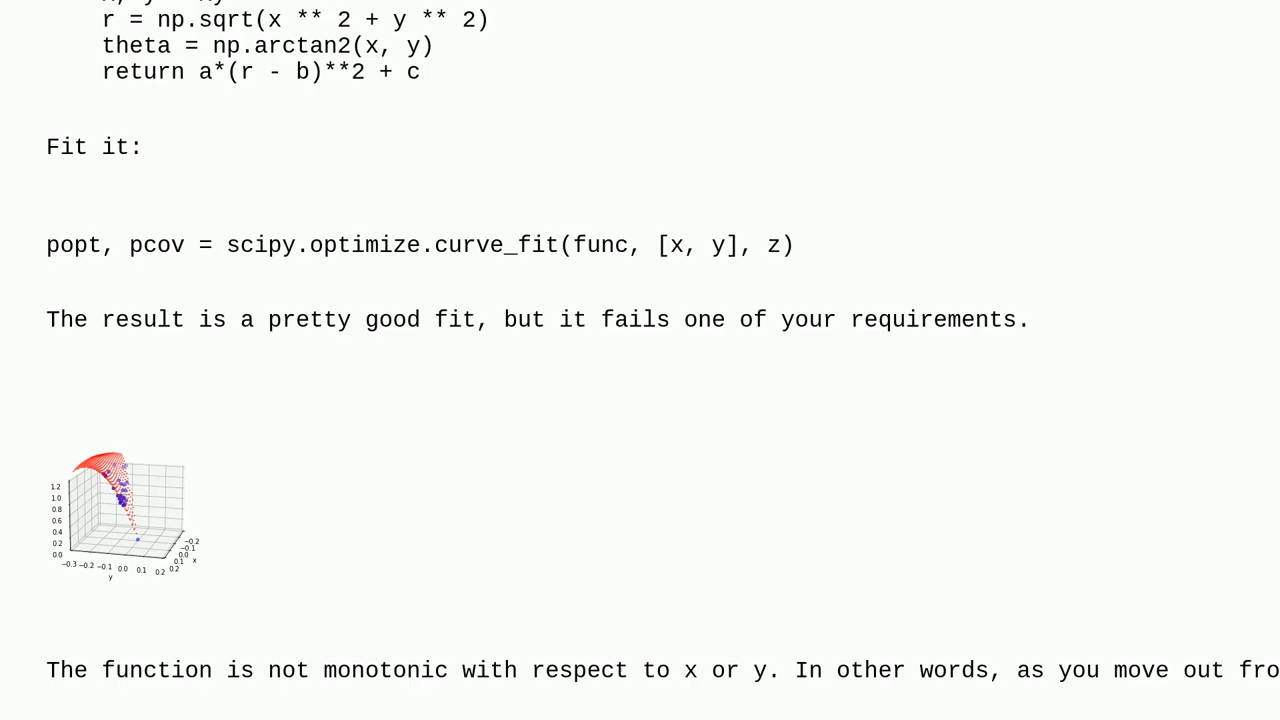 r = np.sqrt(x ** 2 + y ** 2)
theta = np.arctan2(x, y)
return a*(r - b)**2 + c
Fit it:
popt, pcov = scipy.optimize.curve_fit(func, [x, y], z)
The result is a pretty good fit, but it fails one of your requirements.
1.2
1.0
0.8
0.6
0.4
0.2
0.0
−0.3 −0.2 −0.1 0.0 0.1 0.2
y
−0.2
−0.1
0.0
0.1
0.2
x
The function is not monotonic with respect to x or y. In other words, as you move out fro